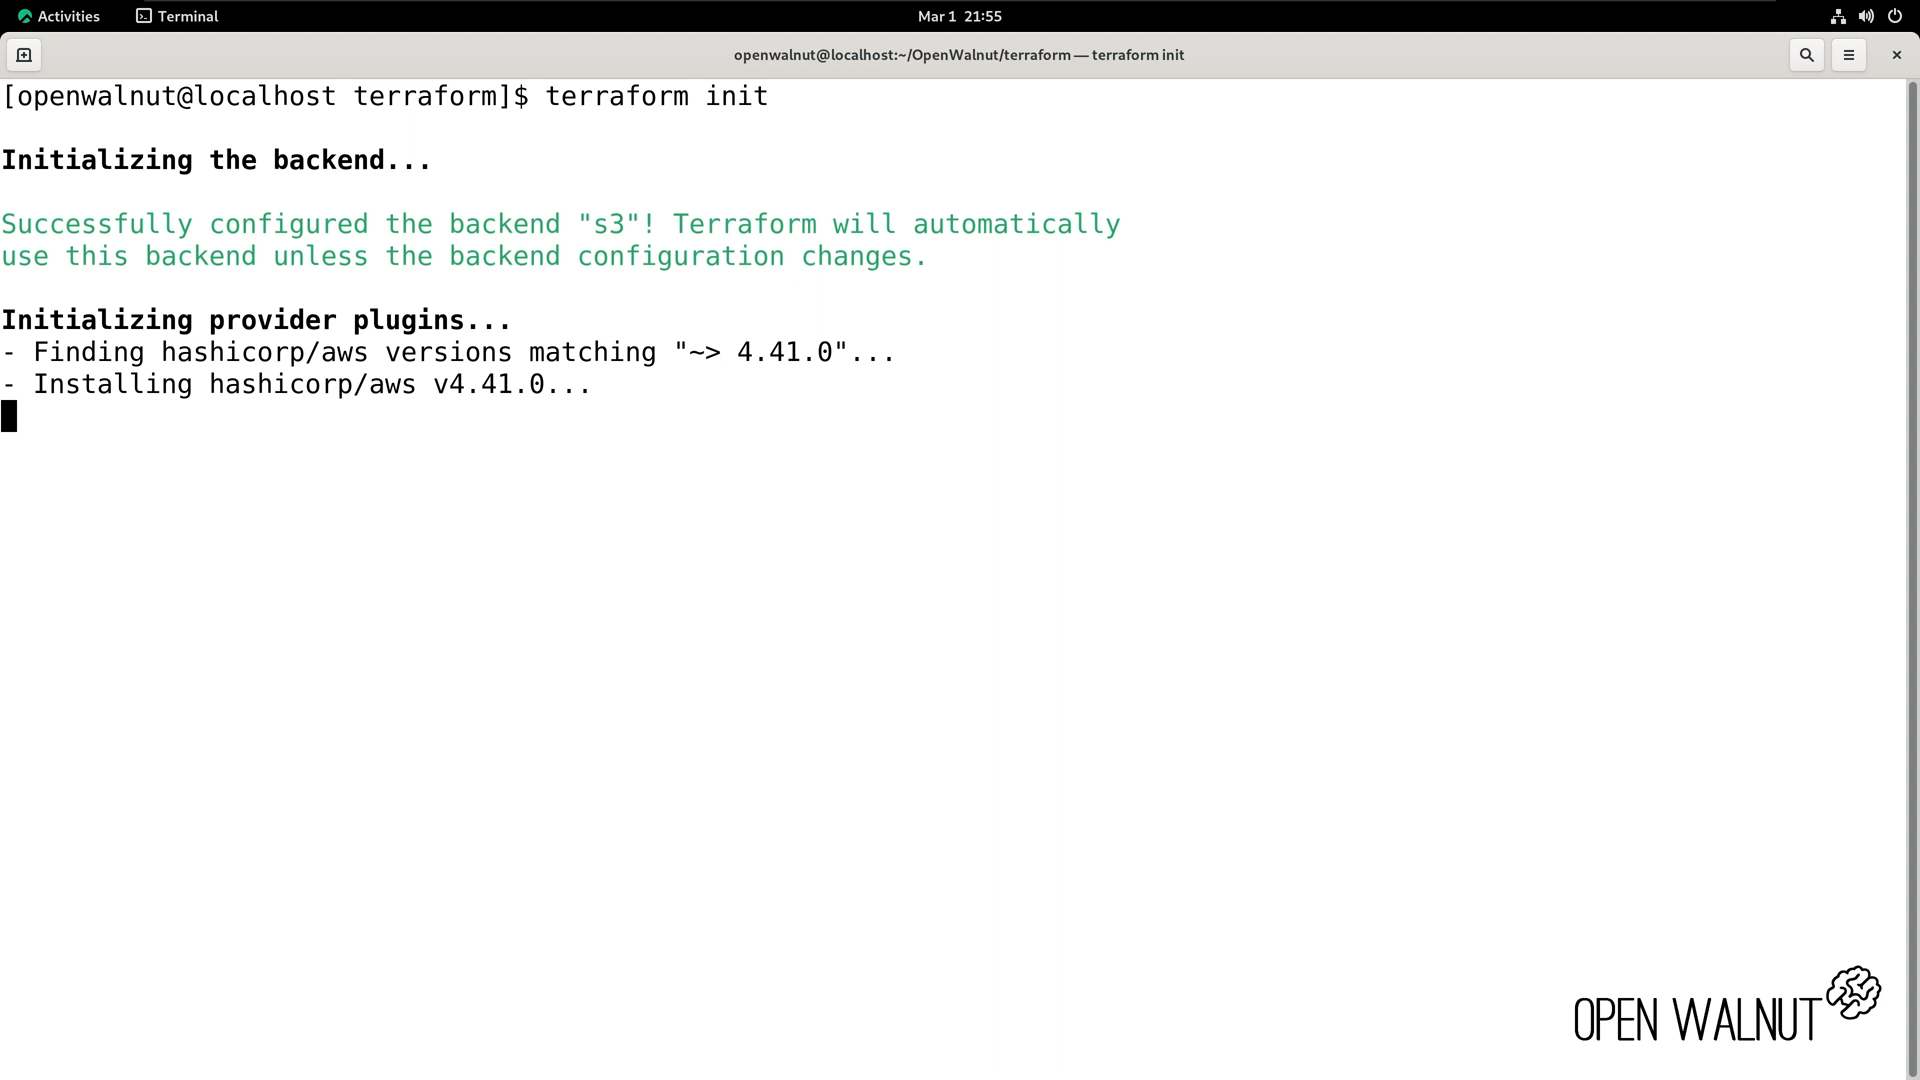 Activities Terminal Mar 1 21:55
openwalnut@localhost:~/OpenWalnut/terraform — terraform init
[openwalnut@localhost terraform]$ terraform init
Initializing the backend...
Successfully configured the backend "s3"! Terraform will automatically
use this backend unless the backend configuration changes.
Initializing provider plugins...
- Finding hashicorp/aws versions matching "~> 4.41.0"...
- Installing hashicorp/aws v4.41.0...
OPEN WALNUT